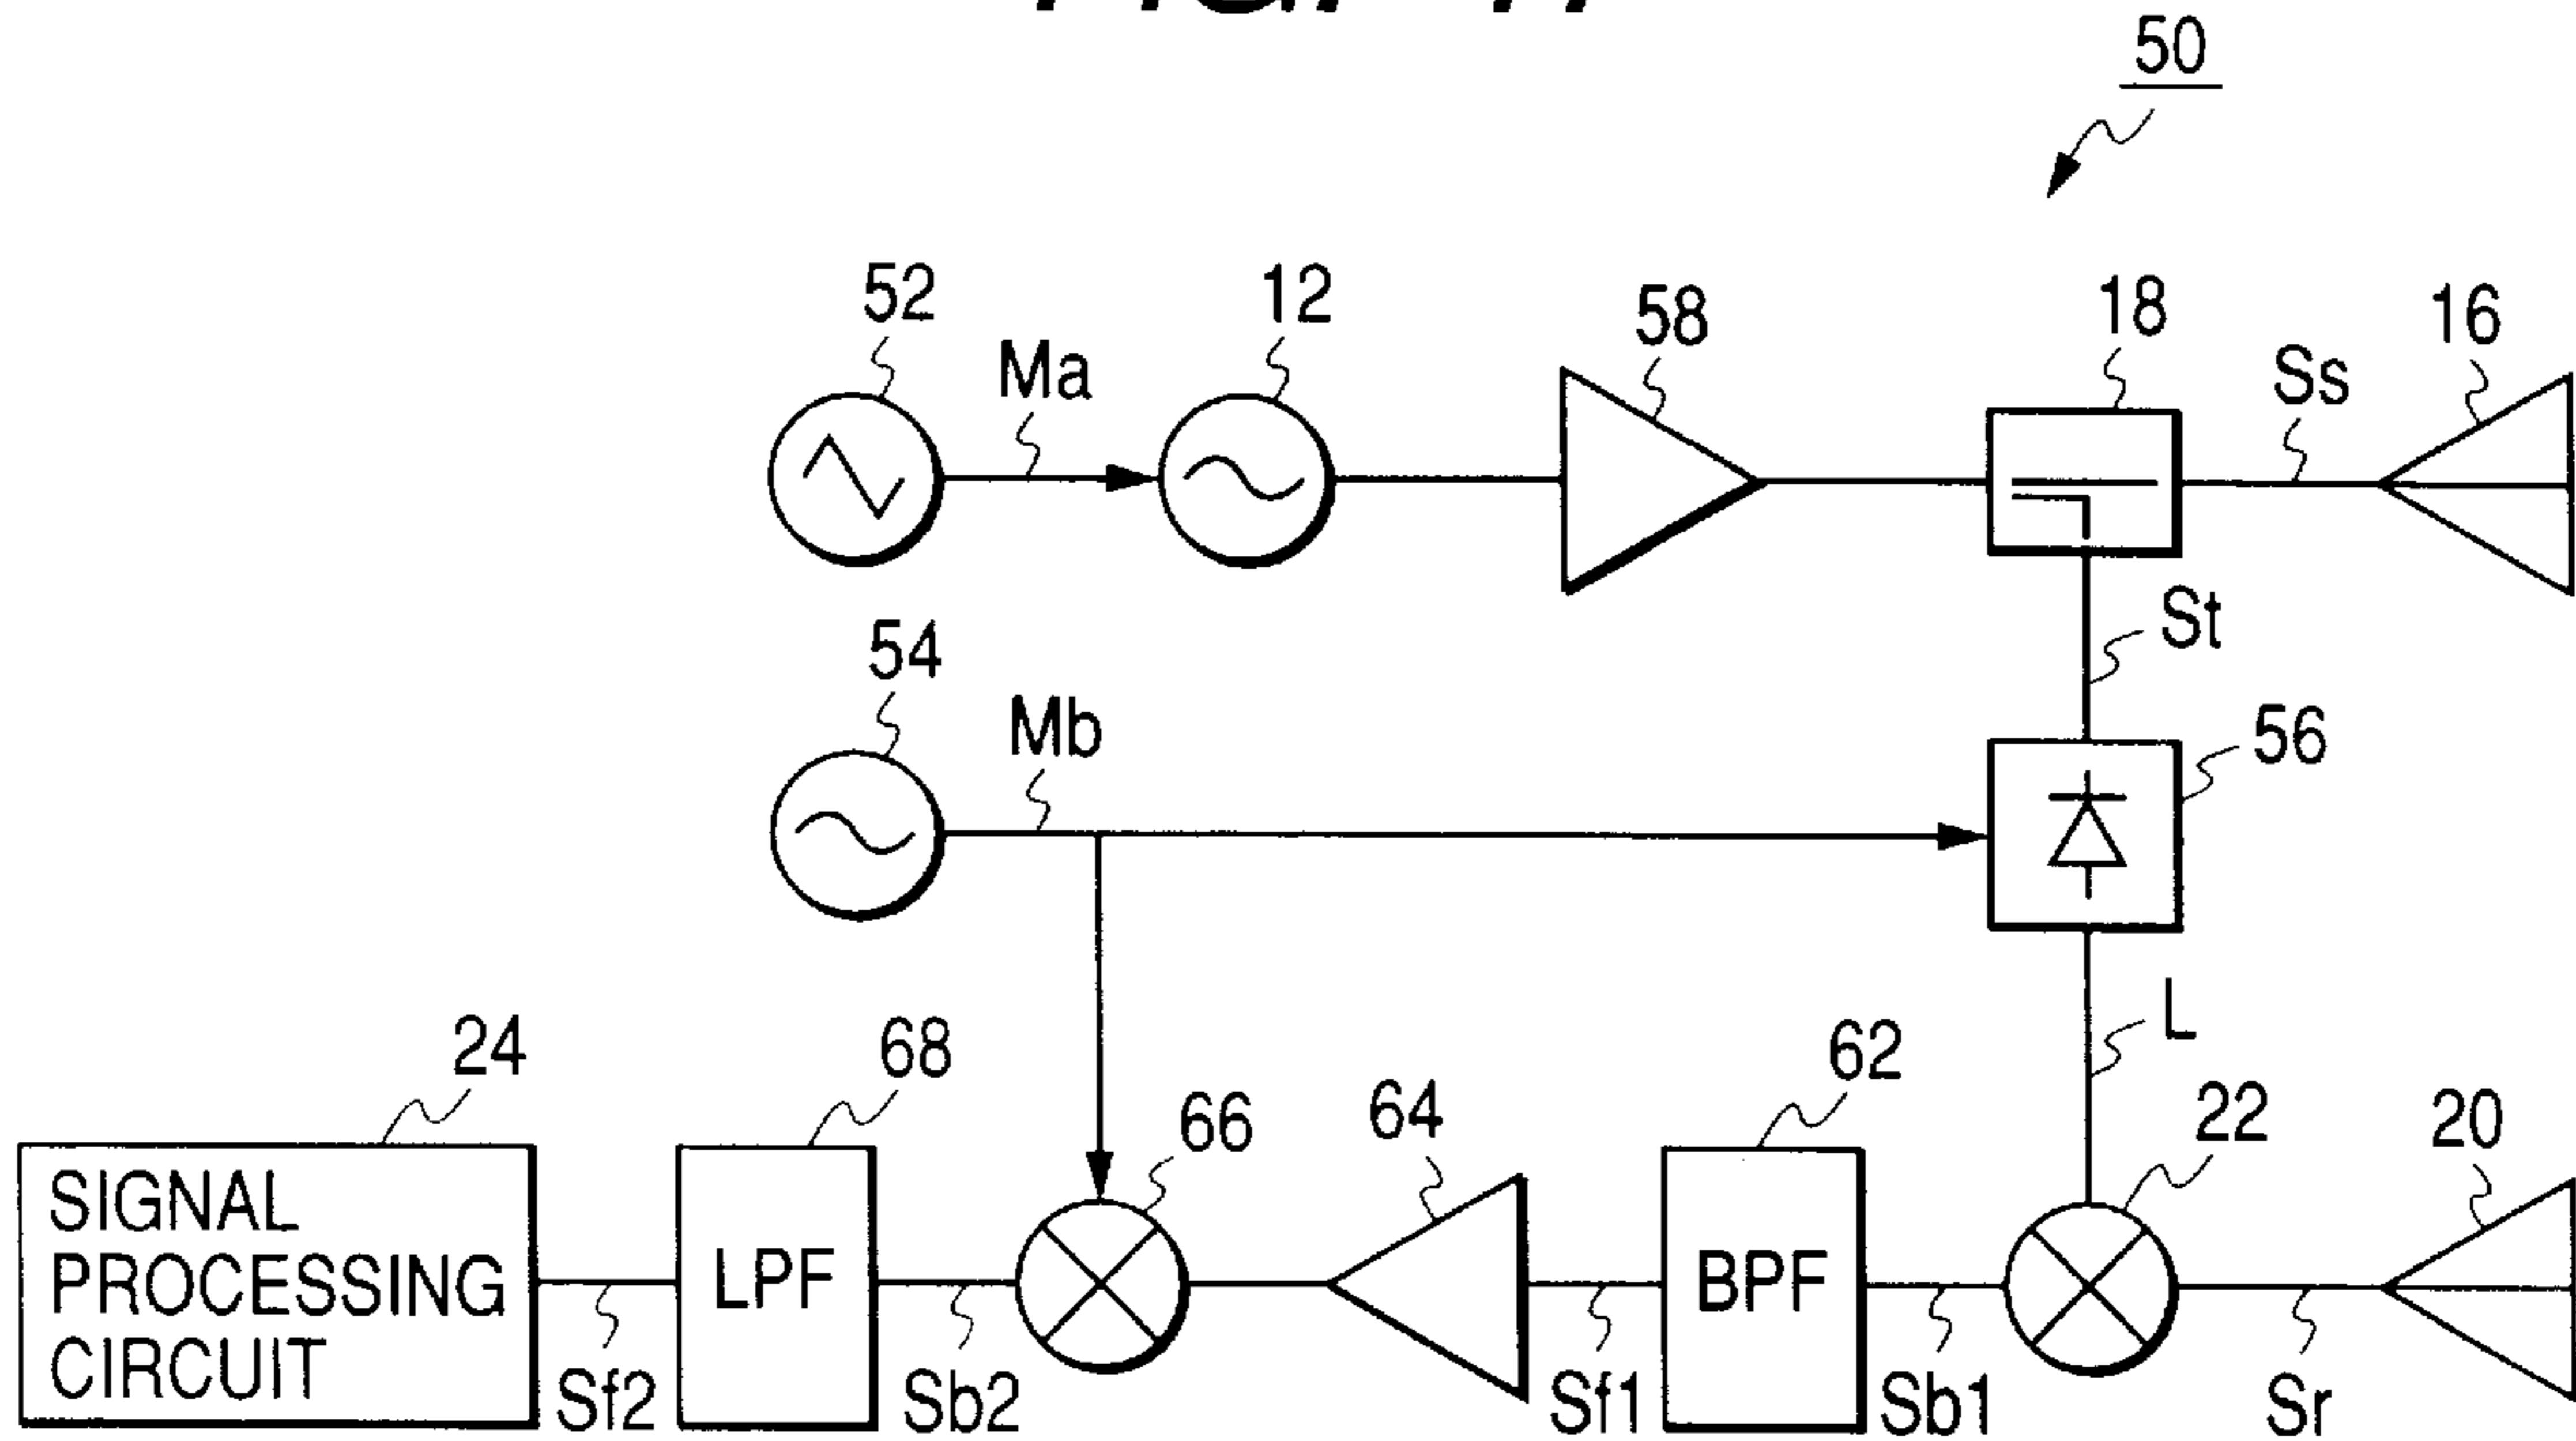 50
52
12
58
18
16
Ma
Ss
St
54
Mb
56
L
24
68
66
64
62
22
20
SIGNAL
PROCESSING
CIRCUIT
LPF
BPF
Sf2
Sb2
Sf1
Sb1
Sr